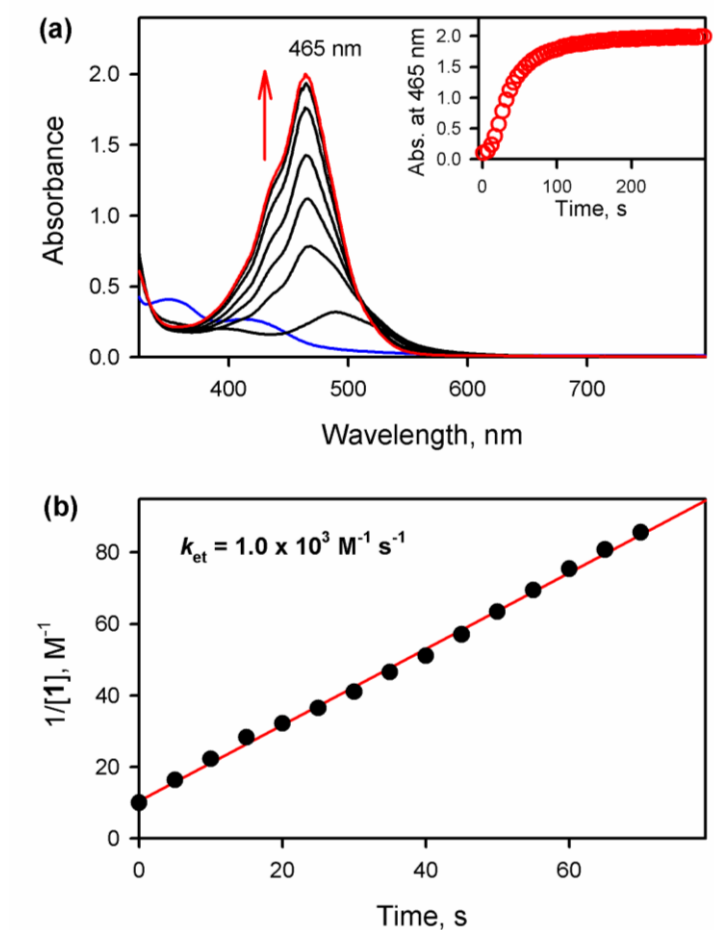 (a)
465 nm
Absorbance
2.0
1.5
1.0
0.5
0.0
400 500 600 700
Wavelength, nm
Abs. at 465 nm
2.0
1.5
1.0
0.5
0.0
0 100 200
Time, s
(b)
ket = 1.0 x 10³ M⁻¹ s⁻¹
1/[1], M⁻¹
80
60
40
20
0
0 20 40 60
Time, s